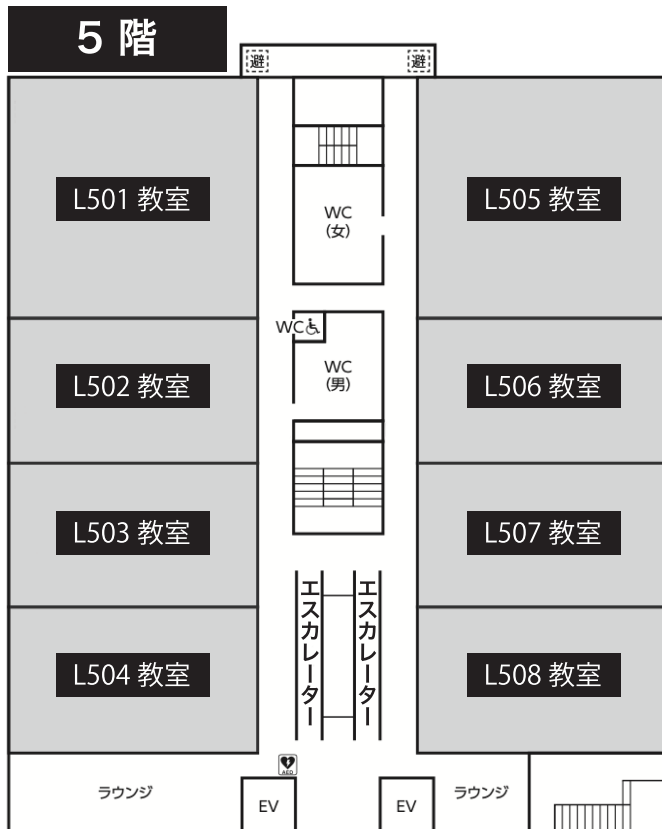 5 階
避
避
L501 教室
L505 教室
WC
(女)
WC
WC
(男)
L502 教室
L506 教室
L503 教室
L507 教室
エスカレーター
エスカレーター
L504 教室
L508 教室
AED
ラウンジ
EV
EV
ラウンジ